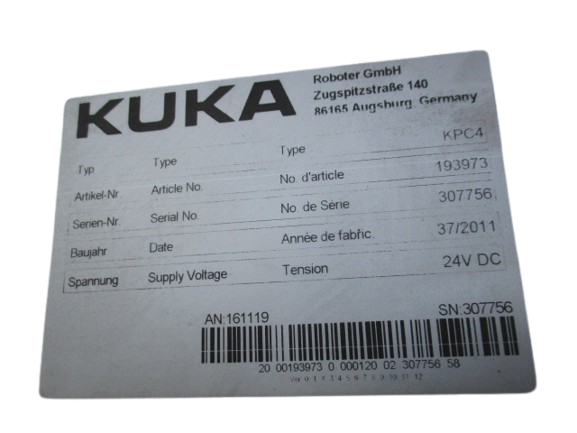 KUKA
Roboter GmbH
Zugspitzstraße 140
86165 Augsburg, Germany
Typ Type Type KPC4
Artikel-Nr Article No. No. d'article 193973
Serien-Nr. Serial No. No. de Série 307756
Baujahr Date Année de fabric. 37/2011
Spannung Supply Voltage Tension 24V DC
AN:161119 SN:307756
20 00193973 0 000120 02 307756 58